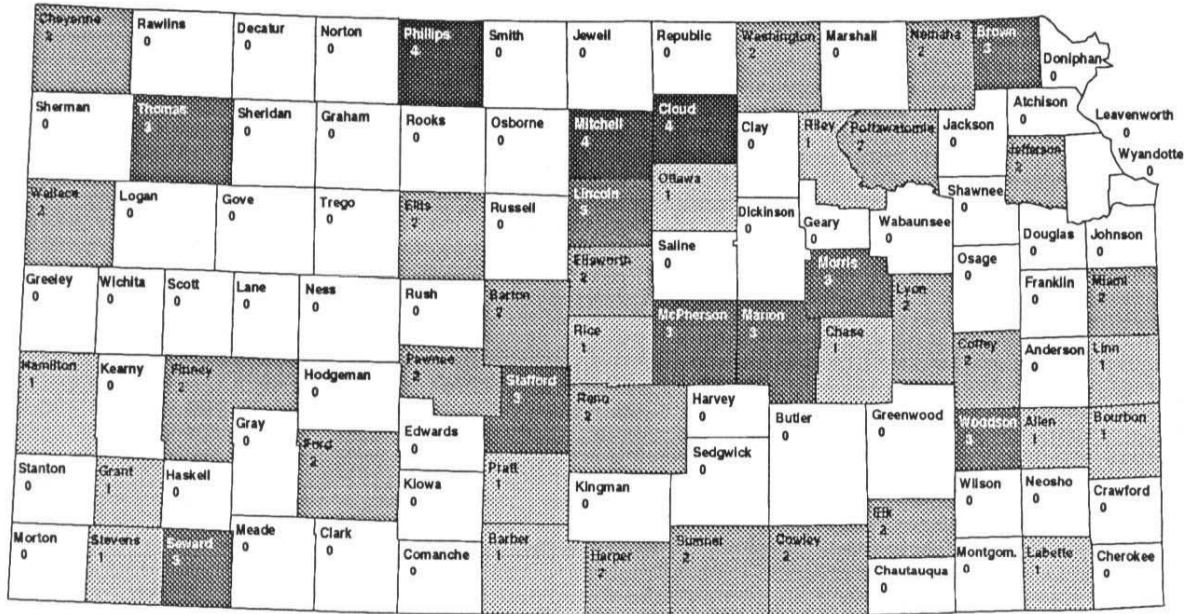 Cheyenne
2
Rawlins
0
Decatur
0
Norton
0
Phillips
4
Smith
0
Jewell
0
Republic
0
Washington
2
Marshall
0
Nemaha
2
Brown
3
Doniphan
0
Sherman
0
Thomas
3
Sheridan
0
Graham
0
Rooks
0
Osborne
0
Mitchell
4
Cloud
4
Clay
0
Riley
1
Pottawatomie
2
Jackson
0
Atchison
0
Jefferson
2
Leavenworth
0
Wyandotte
0
Wallace
2
Logan
0
Gove
0
Trego
0
Ellis
2
Russell
0
Lincoln
3
Ottawa
1
Dickinson
0
Geary
0
Wabaunsee
0
Shawnee
0
Douglas
0
Johnson
0
Ellsworth
2
Saline
0
Morris
3
Osage
0
Greeley
0
Wichita
0
Scott
0
Lane
0
Ness
0
Rush
0
Barton
2
Rice
1
McPherson
3
Marion
3
Chase
1
Lyon
2
Franklin
0
Miami
2
Hamilton
1
Kearny
0
Finney
2
Hodgeman
0
Pawnee
2
Stafford
3
Reno
2
Harvey
0
Butler
0
Greenwood
0
Coffey
2
Anderson
0
Linn
1
Gray
0
Ford
2
Edwards
0
Sedgwick
0
Woodson
3
Allen
1
Bourbon
1
Stanton
0
Grant
1
Haskell
0
Kiowa
0
Pratt
1
Kingman
0
Elk
2
Wilson
0
Neosho
0
Crawford
0
Morton
0
Stevens
1
Seward
3
Meade
0
Clark
0
Comanche
0
Barber
1
Harper
2
Sumner
2
Cowley
2
Chautauqua
0
Montgom.
0
Labette
1
Cherokee
0